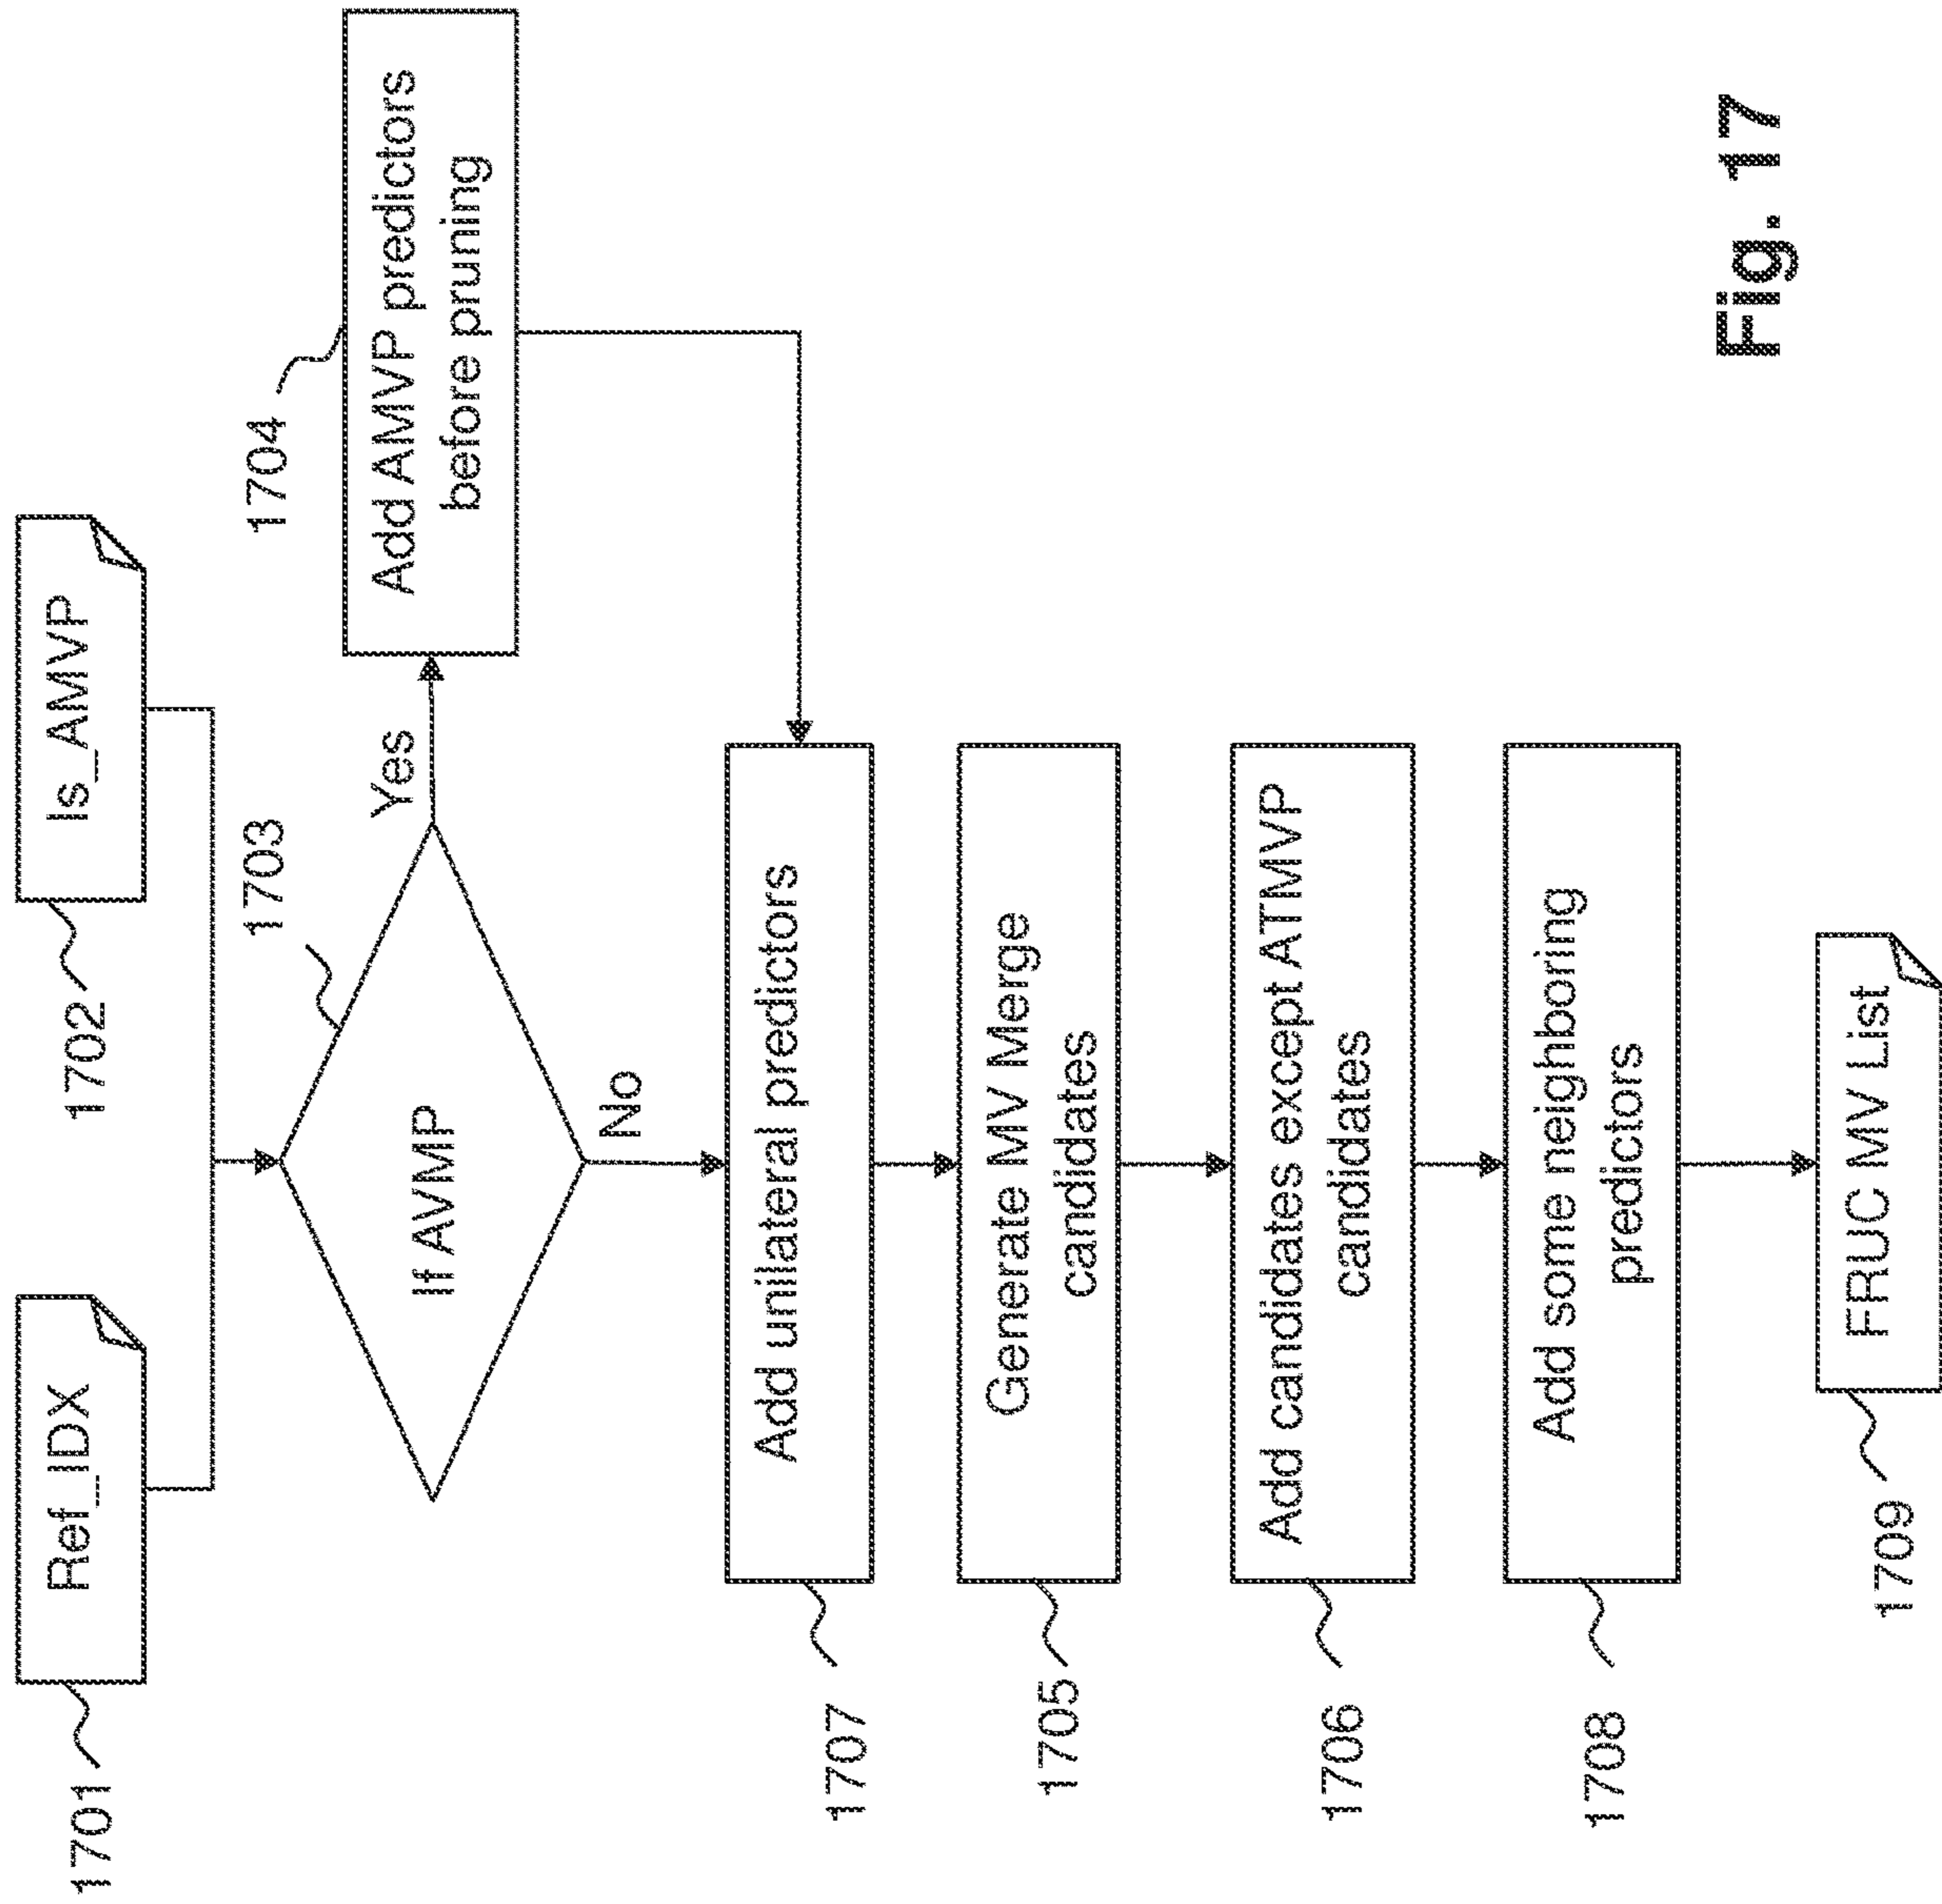 1701
Ref_IDX
1702
Is_AMVP
1703
If AVMP
Yes
No
1704
Add AMVP predictors
before pruning
1707
Add unilateral predictors
1705
Generate MV Merge
candidates
1706
Add candidates except ATMVP
candidates
1708
Add some neighboring
predictors
1709
FRUC MV List
Fig. 17